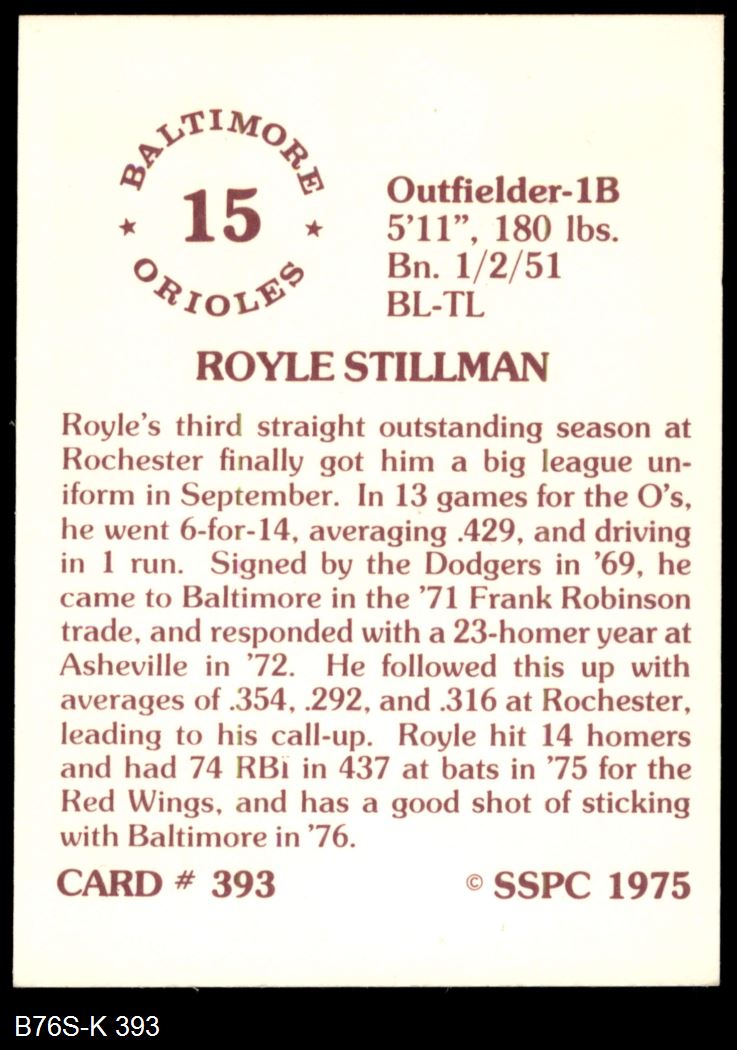 BALTIMORE
15
ORIOLES
Outfielder-1B
5'11", 180 lbs.
Bn. 1/2/51
BL-TL
ROYLE STILLMAN
Royle's third straight outstanding season at
Rochester finally got him a big league un-
iform in September. In 13 games for the O's,
he went 6-for-14, averaging .429, and driving
in 1 run. Signed by the Dodgers in '69, he
came to Baltimore in the '71 Frank Robinson
trade, and responded with a 23-homer year at
Asheville in '72. He followed this up with
averages of .354, .292, and .316 at Rochester,
leading to his call-up. Royle hit 14 homers
and had 74 RBi in 437 at bats in '75 for the
Red Wings, and has a good shot of sticking
with Baltimore in '76.
CARD # 393
© SSPC 1975
B76S-K 393